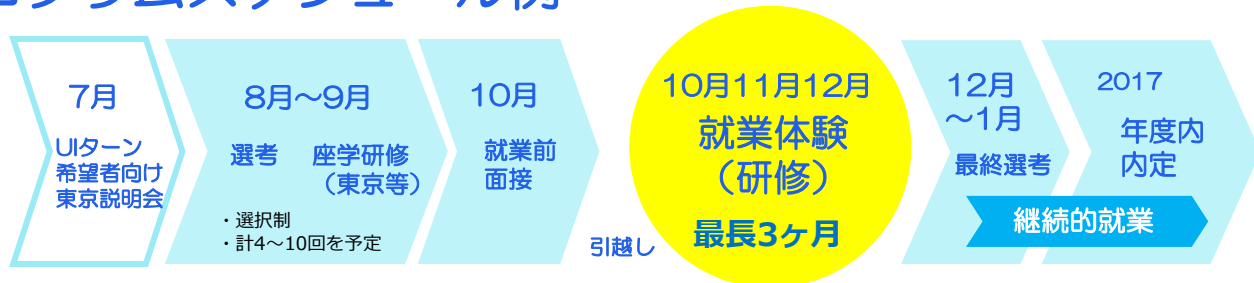 7月
UIターン
希望者向け
東京説明会
8月～9月
選考 座学研修
（東京等）
・選択制
・計4～10回を予定
10月
就業前
面接
引越し
10月11月12月
就業体験
（研修）
最長3ヶ月
12月
～1月
最終選考
2017
年度内
内定
継続的就業